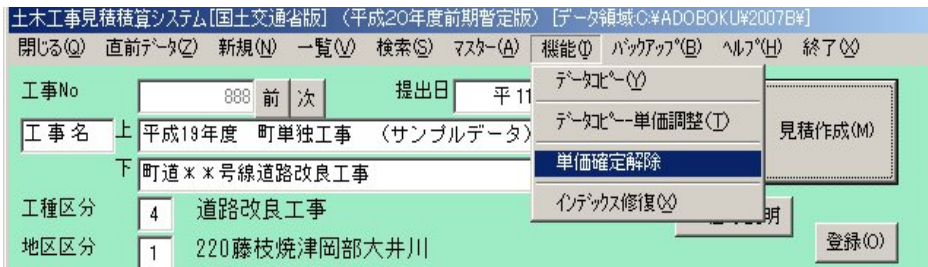 土木工事見積積算システム[国土交通省版] (平成20年度前期暫定版) [データ領域:C:¥ADOBOKU¥2007B¥]
閉じる(Q) 直前ﾃﾞｰﾀ(Z) 新規(N) 一覧(V) 検索(S) ﾏｽﾀｰ(A) 機能(I) ﾊﾞｯｸｱｯﾌﾟ(B) ﾍﾙﾌﾟ(H) 終了(X)
工事No 888 前 次 提出日 平 11
ﾃﾞｰﾀｺﾋﾟｰ(Y)
ﾃﾞｰﾀｺﾋﾟｰ--単価調整(T)
単価確定解除
ｲﾝﾃﾞｯｸｽ修復(X)
見積作成(M)
工事名 上 平成19年度 町単独工事 (サンプルデータ)
下 町道××号線道路改良工事
工種区分 4 道路改良工事
明
地区区分 1 220藤枝焼津岡部大井川
登録(O)